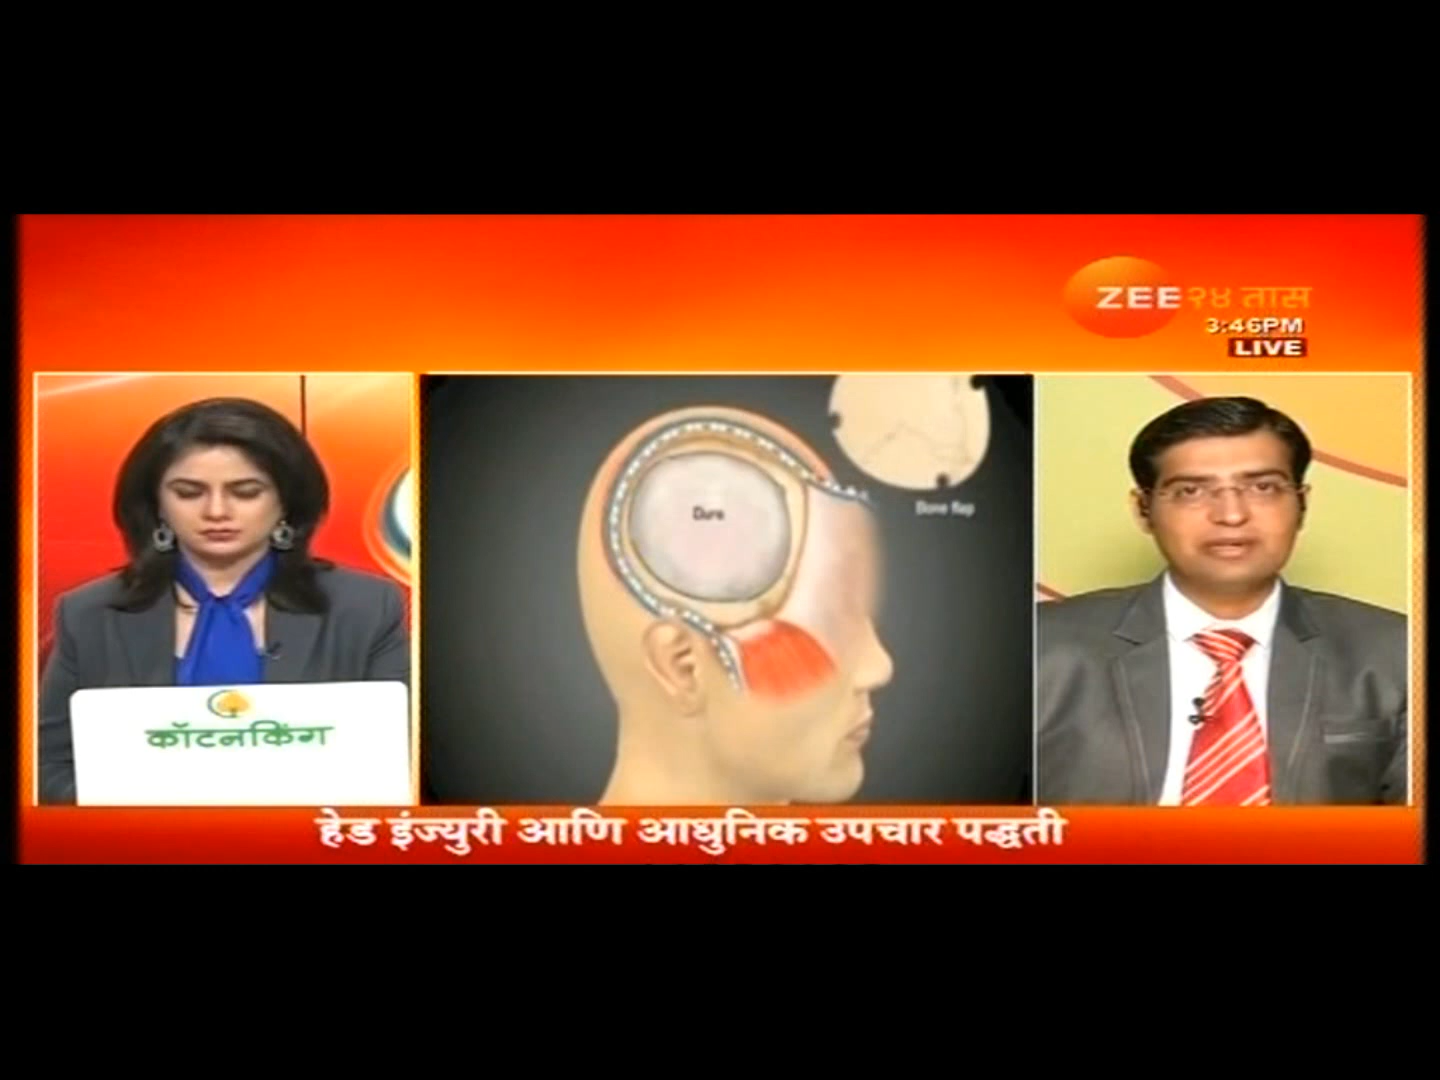 ZEE २४ तास
3:46PM
LIVE
Dura
Bone flap
कॉटनकिंग
हेड इंज्युरी आणि आधुनिक उपचार पद्धती